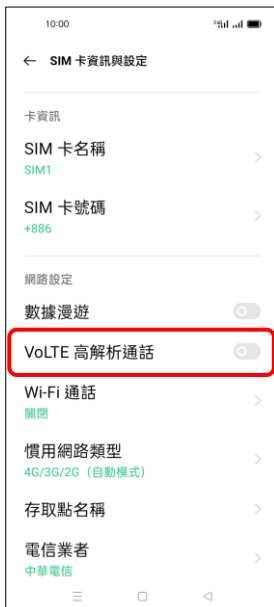 10:00
← SIM 卡資訊與設定
卡資訊
SIM 卡名稱
SIM1
SIM 卡號碼
+886
網路設定
數據漫遊
VoLTE 高解析通話
Wi-Fi 通話
關閉
慣用網路類型
4G/3G/2G（自動模式）
存取點名稱
電信業者
中華電信